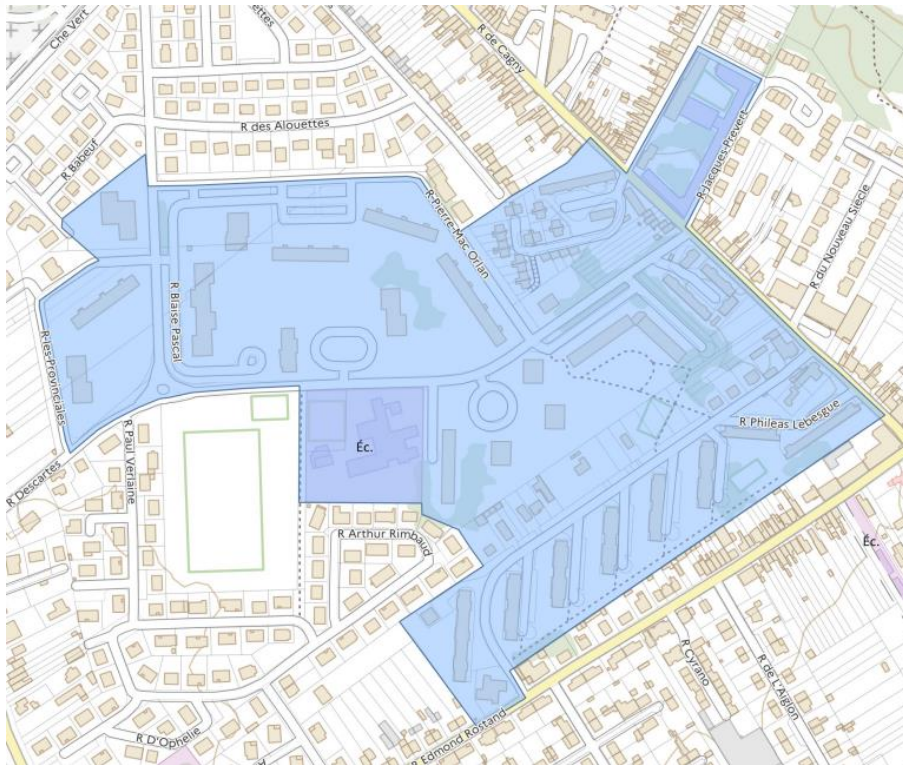 Che Vert
R de Cagny
R des Alouettes
R Babeuf
R-Jacques-Prévert
R-Pierre-Mac Orlan
R du Nouveau Siècle
R Blaise Pascal
R-les-Provinciales
R Phileas Lebesgue
Éc.
R Descartes
R Paul Verlaine
R Arthur Rimbaud
Éc.
R Cyrano
R de L'Aiglon
R D'Ophélie
R Edmond Rostand